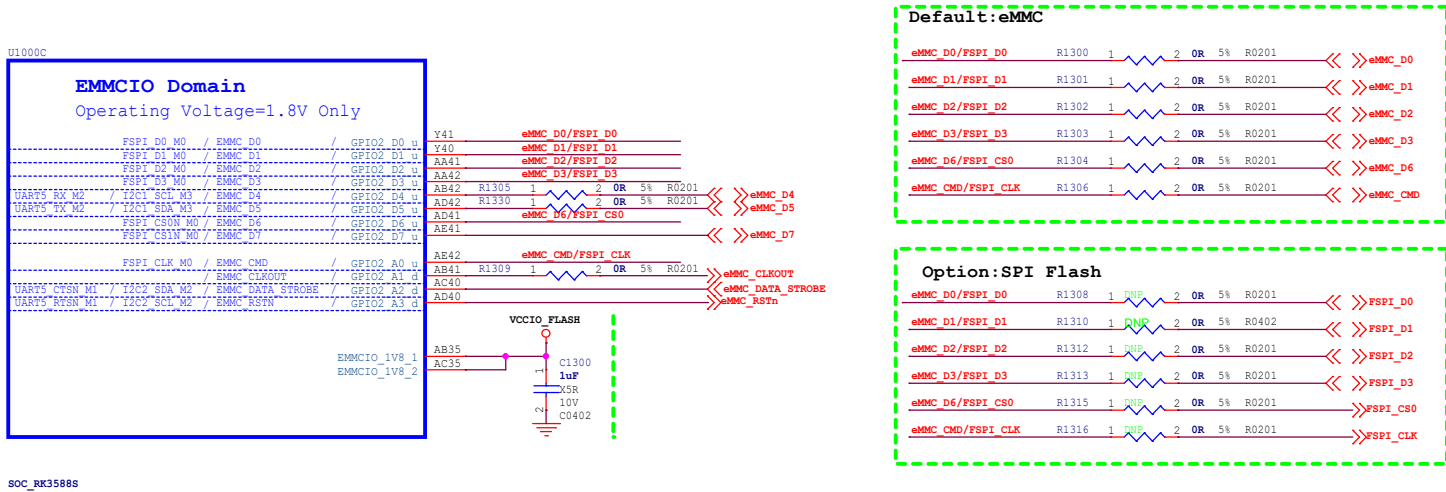 U1000C
EMMCIO Domain
Operating Voltage=1.8V Only
FSPI_D0_M0 / EMMC_D0 / GPIO2_D0_u Y41 eMMC_D0/FSPI_D0
FSPI_D1_M0 / EMMC_D1 / GPIO2_D1_u Y40 eMMC_D1/FSPI_D1
FSPI_D2_M0 / EMMC_D2 / GPIO2_D2_u AA41 eMMC_D2/FSPI_D2
FSPI_D3_M0 / EMMC_D3 / GPIO2_D3_u AA42 eMMC_D3/FSPI_D3
UART5_RX_M2 / I2C1_SCL_M3 / EMMC_D4 / GPIO2_D4_u AB42 R1305 1 2 0R 5% R0201 eMMC_D4
UART5_TX_M2 / I2C1_SDA_M3 / EMMC_D5 / GPIO2_D5_u AD42 R1330 1 2 0R 5% R0201 eMMC_D5
FSPI_CS0N_M0 / EMMC_D6 / GPIO2_D6_u AD41 eMMC_D6/FSPI_CS0
FSPI_CS1N_M0 / EMMC_D7 / GPIO2_D7_u AE41 eMMC_D7
FSPI_CLK_M0 / EMMC_CMD / GPIO2_A0_u AE42 eMMC_CMD/FSPI_CLK
/ EMMC_CLKOUT / GPIO2_A1_d AB41 R1309 1 2 0R 5% R0201 eMMC_CLKOUT
UART5_CTSN_M1 / I2C2_SDA_M2 / EMMC_DATA_STROBE / GPIO2_A2_d AC40 eMMC_DATA_STROBE
UART5_RTSN_M1 / I2C2_SCL_M2 / EMMC_RSTN / GPIO2_A3_d AD40 eMMC_RSTn
VCCIO_FLASH
EMMCIO_1V8_1 AB35
EMMCIO_1V8_2 AC35
1 C1300
1uF
X5R
10V
2 C0402
SOC_RK3588S
Default:eMMC
eMMC_D0/FSPI_D0 R1300 1 2 0R 5% R0201 eMMC_D0
eMMC_D1/FSPI_D1 R1301 1 2 0R 5% R0201 eMMC_D1
eMMC_D2/FSPI_D2 R1302 1 2 0R 5% R0201 eMMC_D2
eMMC_D3/FSPI_D3 R1303 1 2 0R 5% R0201 eMMC_D3
eMMC_D6/FSPI_CS0 R1304 1 2 0R 5% R0201 eMMC_D6
eMMC_CMD/FSPI_CLK R1306 1 2 0R 5% R0201 eMMC_CMD
Option:SPI Flash
eMMC_D0/FSPI_D0 R1308 1 DNP 2 0R 5% R0201 FSPI_D0
eMMC_D1/FSPI_D1 R1310 1 DNP 2 0R 5% R0402 FSPI_D1
eMMC_D2/FSPI_D2 R1312 1 DNP 2 0R 5% R0201 FSPI_D2
eMMC_D3/FSPI_D3 R1313 1 DNP 2 0R 5% R0201 FSPI_D3
eMMC_D6/FSPI_CS0 R1315 1 DNP 2 0R 5% R0201 FSPI_CS0
eMMC_CMD/FSPI_CLK R1316 1 DNP 2 0R 5% R0201 FSPI_CLK